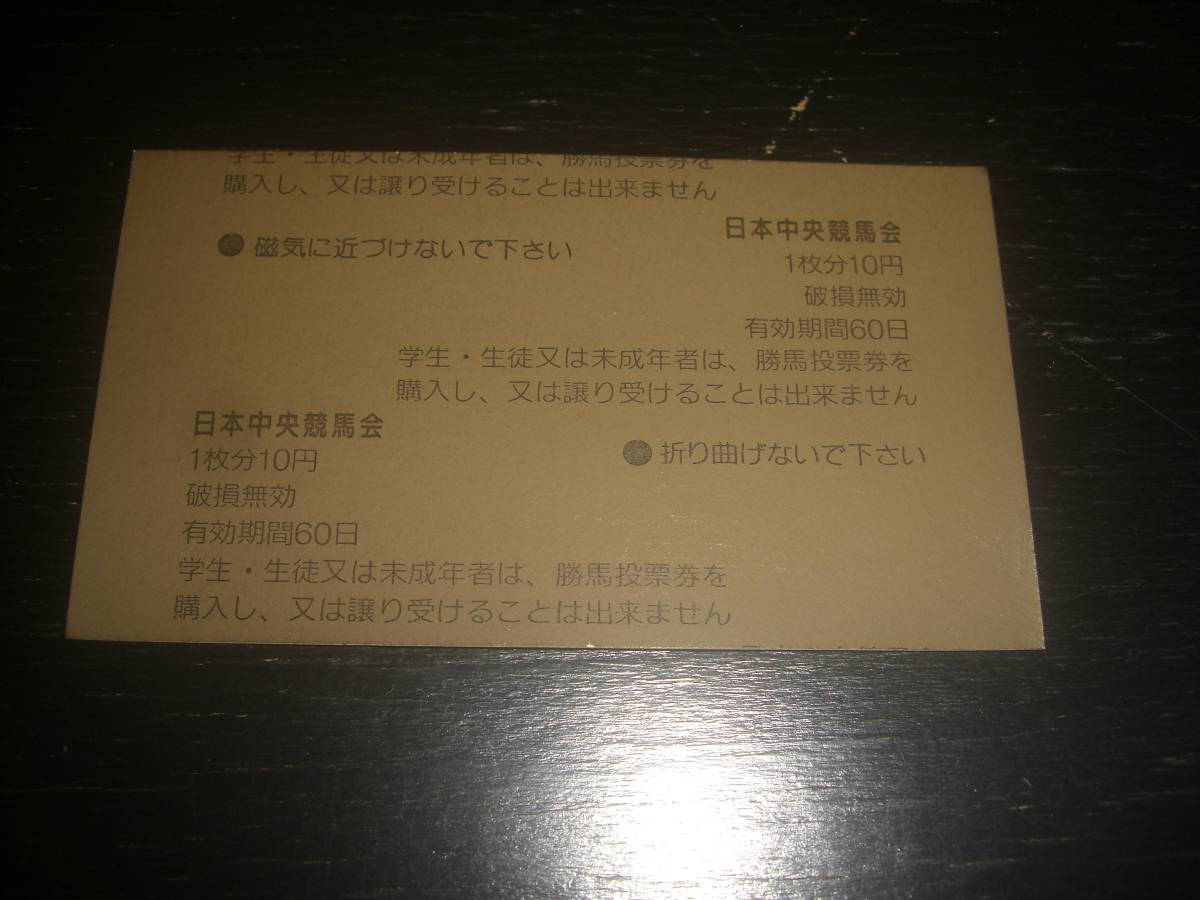 学生・生徒又は未成年者は、勝馬投票券を
購入し、又は譲り受けることは出来ません
日本中央競馬会
● 磁気に近づけないで下さい
1枚分10円
破損無効
有効期間60日
学生・生徒又は未成年者は、勝馬投票券を
購入し、又は譲り受けることは出来ません
日本中央競馬会
● 折り曲げないで下さい
1枚分10円
破損無効
有効期間60日
学生・生徒又は未成年者は、勝馬投票券を
購入し、又は譲り受けることは出来ません